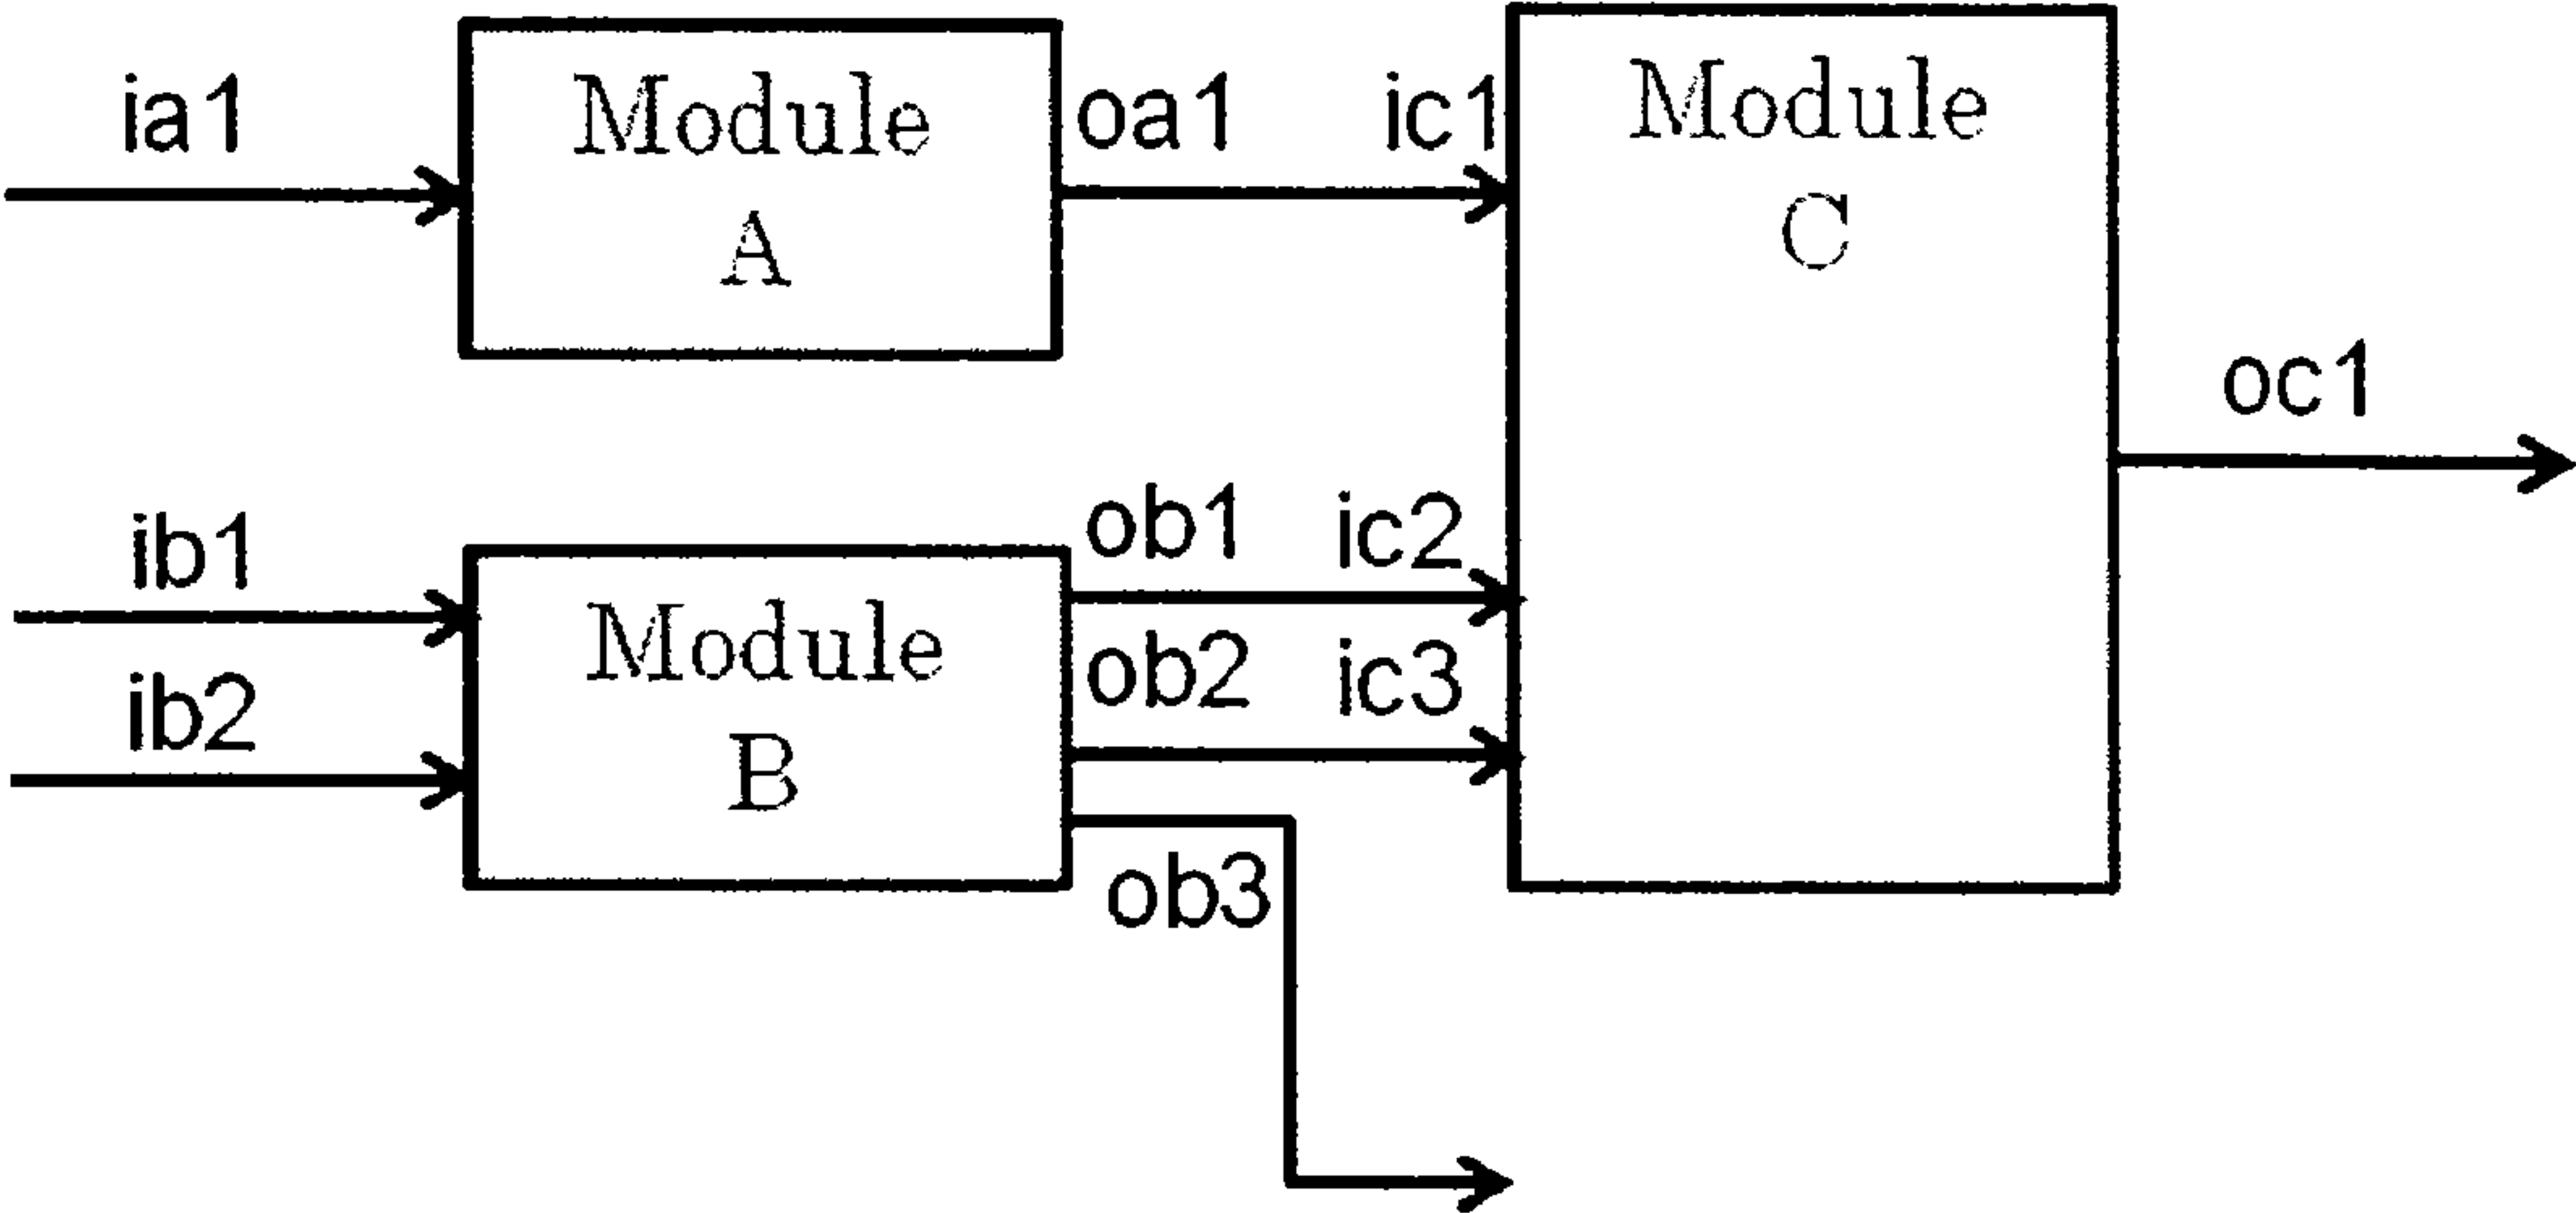 ia1
Module
A
oa1
ic1
Module
C
oc1
ib1
ib2
Module
B
ob1
ic2
ob2
ic3
ob3